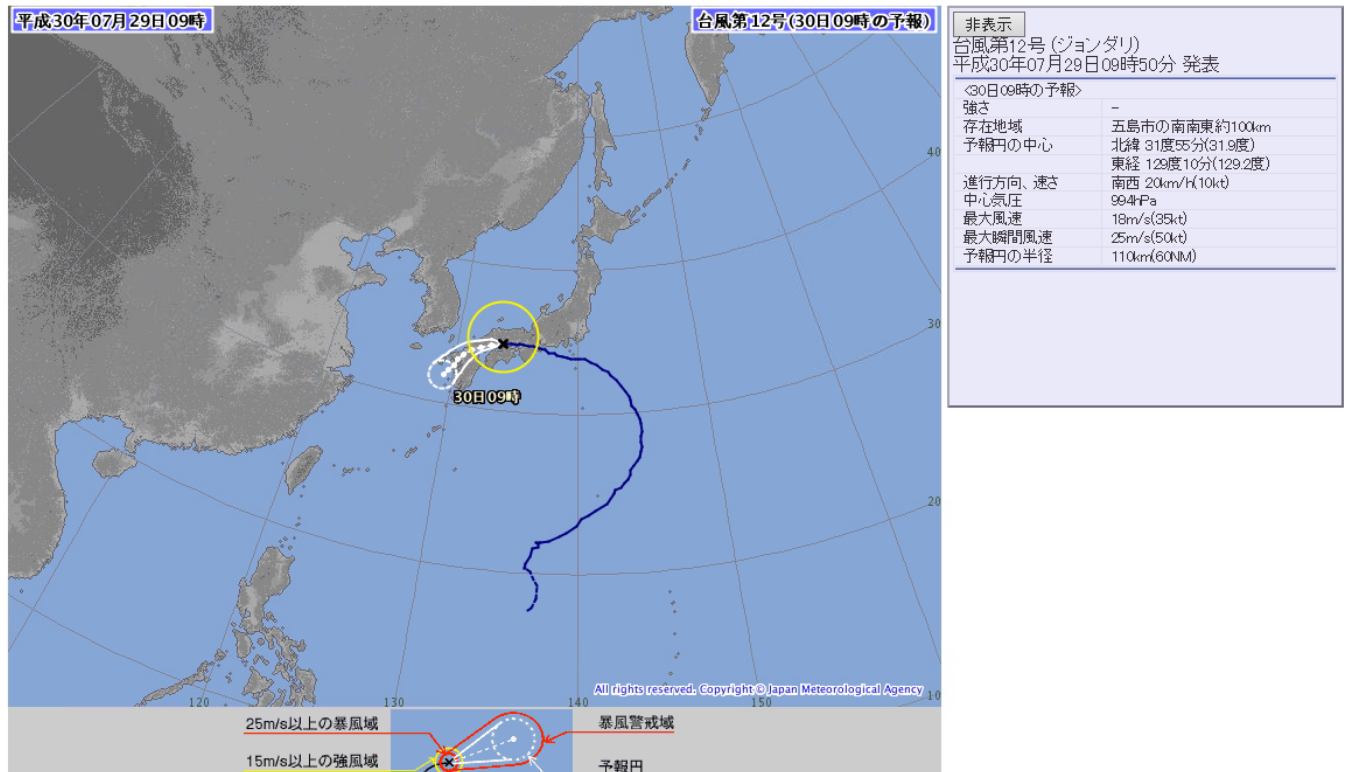 平成30年07月29日09時
台風第12号(30日09時の予報)
40
30
20
10
30日09時
All rights reserved. Copyright © Japan Meteorological Agency
120
130
140
150
25m/s以上の暴風域
15m/s以上の強風域
暴風警戒域
予報円
非表示
台風第12号 (ジョンダリ)
平成30年07月29日09時50分 発表
<30日09時の予報>
強さ -
存在地域 五島市の南南東約100km
予報円の中心 北緯 31度55分(31.9度)
東経 129度10分(129.2度)
進行方向、速さ 南西 20km/h(10kt)
中心気圧 994hPa
最大風速 18m/s(35kt)
最大瞬間風速 25m/s(50kt)
予報円の半径 110km(60NM)